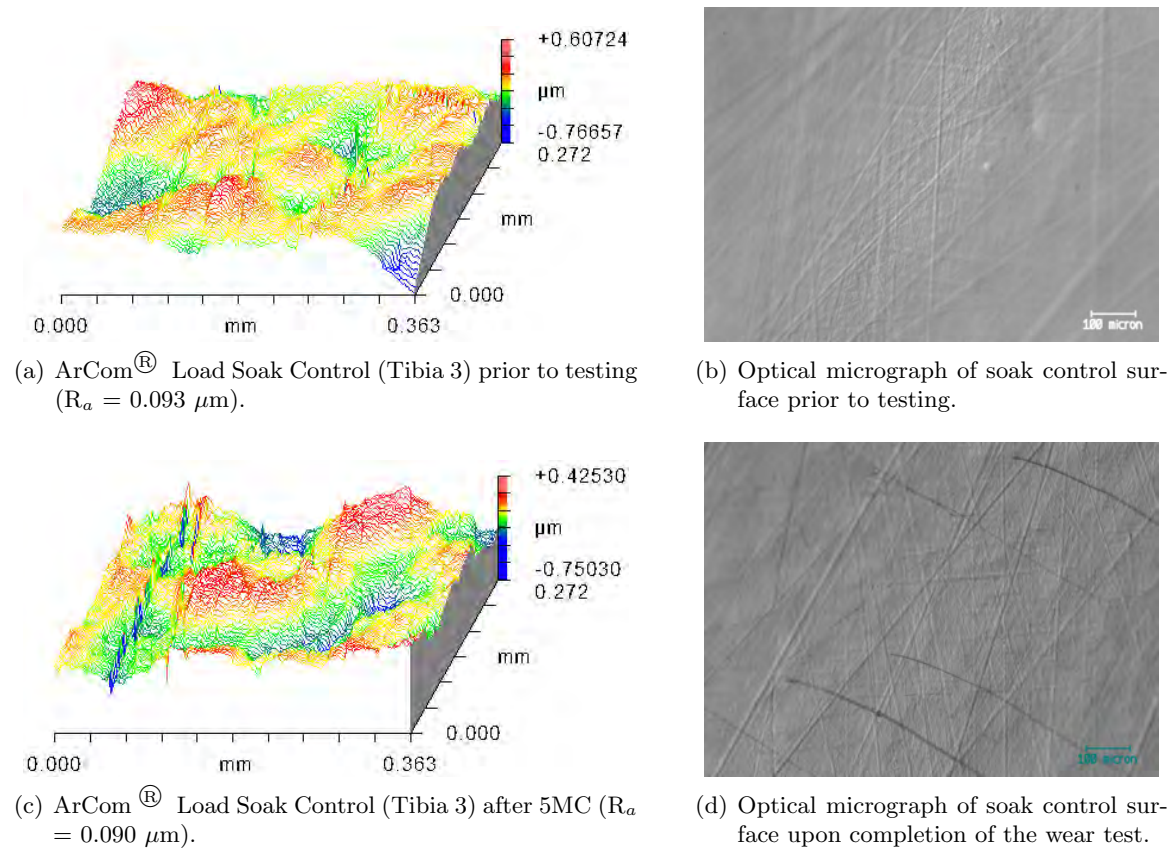 +0.60724
µm
-0.76657
0.272
mm
0.000
0.000
mm
0.363
100 micron
(a) ArCom® Load Soak Control (Tibia 3) prior to testing
(Rₐ = 0.093 µm).
(b) Optical micrograph of soak control sur-
face prior to testing.
+0.42530
µm
-0.75030
0.272
mm
0.000
0.000
mm
0.363
100 micron
(c) ArCom ® Load Soak Control (Tibia 3) after 5MC (Rₐ
= 0.090 µm).
(d) Optical micrograph of soak control sur-
face upon completion of the wear test.